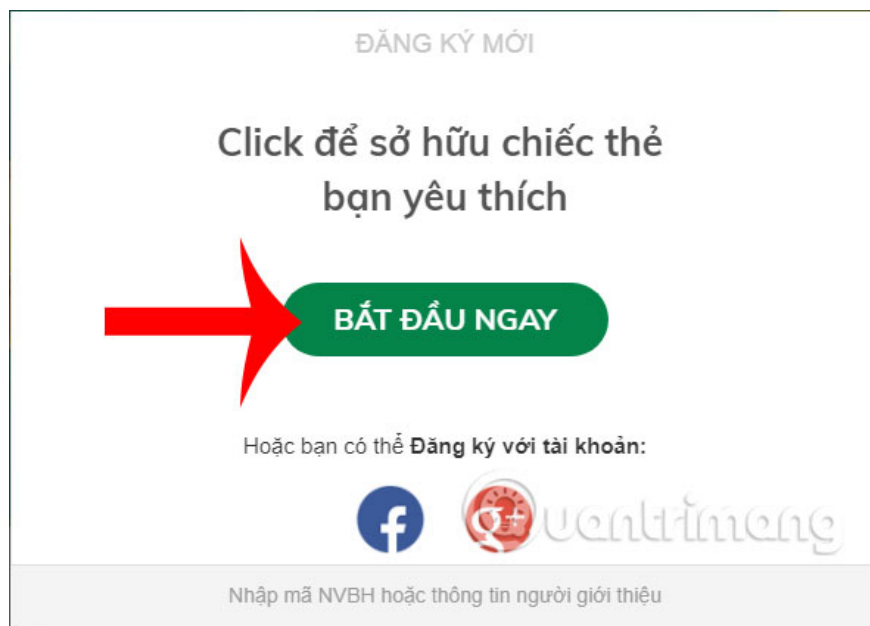 ĐĂNG KÝ MỚI
Click để sở hữu chiếc thẻ
bạn yêu thích
BẮT ĐẦU NGAY
Hoặc bạn có thể Đăng ký với tài khoản:
f g+ Quantrimang
Nhập mã NVBH hoặc thông tin người giới thiệu